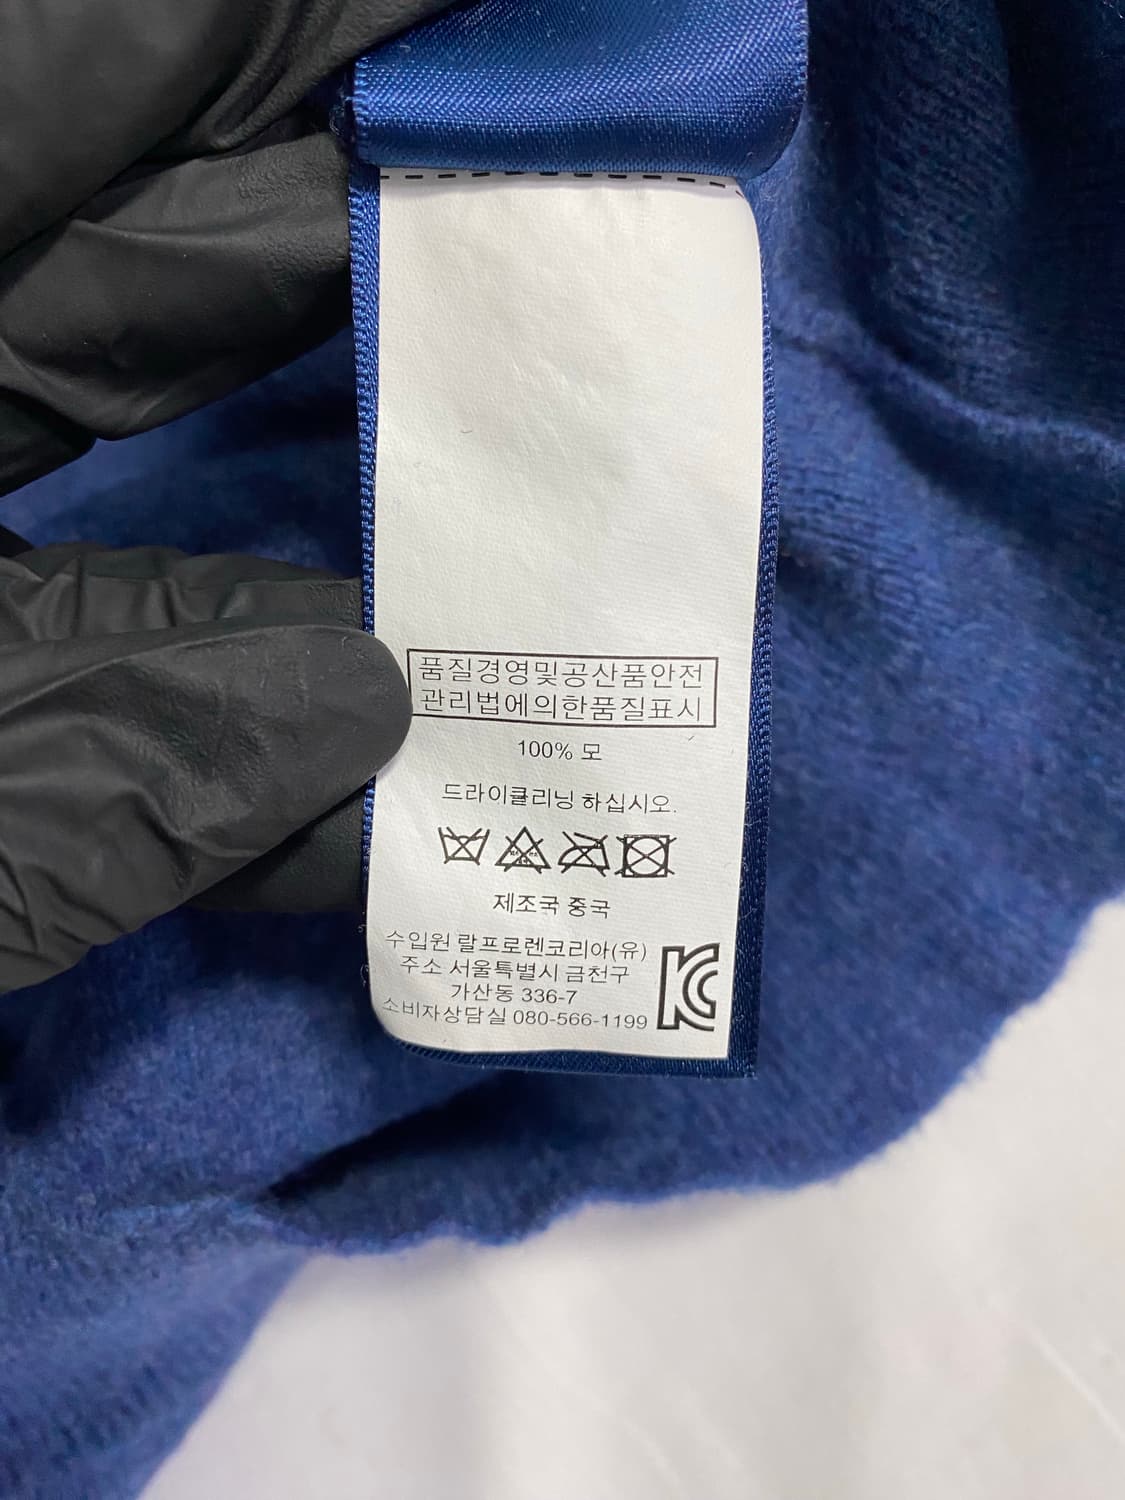 품질경영및공산품안전
관리법에의한품질표시
100% 모
드라이클리닝 하십시오.
제조국 중국
수입원 랄프로렌코리아(유)
주소 서울특별시 금천구
가산동 336-7
소비자상담실 080-566-1199
KC